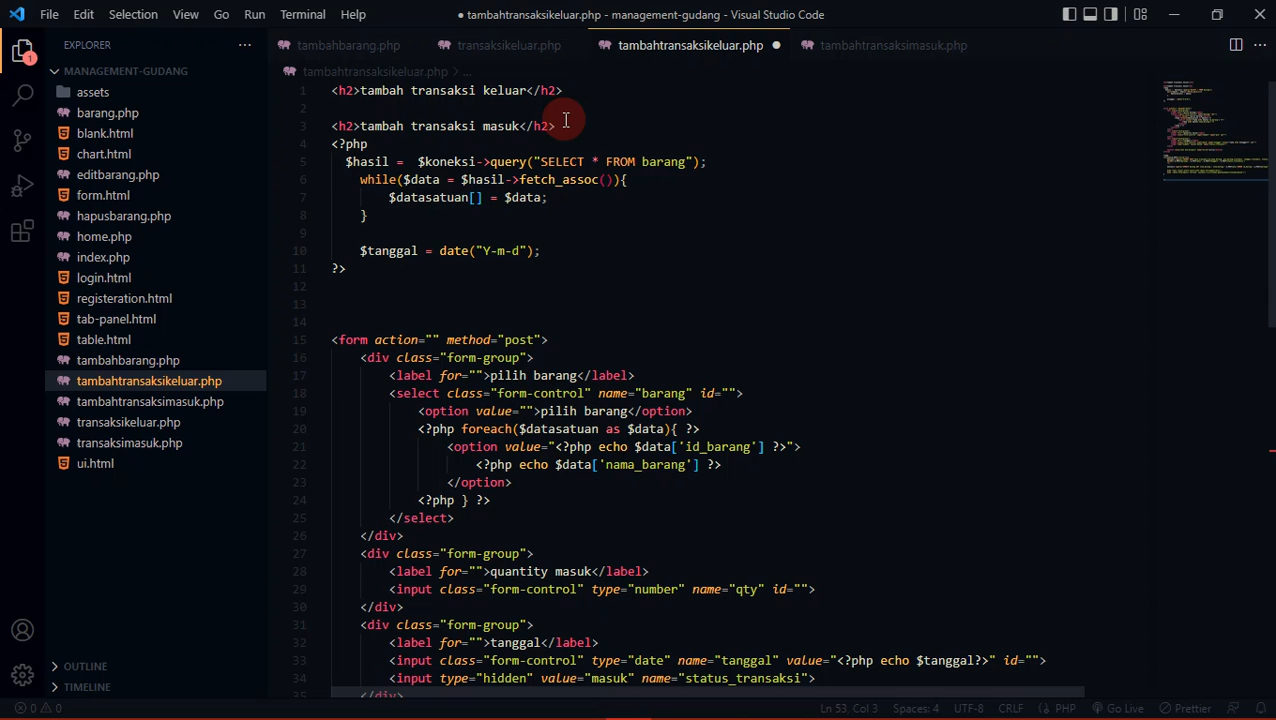 File Edit Selection View Go Run Terminal Help
● tambahtransaksikeluar.php - management-gudang - Visual Studio Code
EXPLORER
tambahbarang.php
transaksikeluar.php
tambahtransaksikeluar.php
tambahtransaksimasuk.php
tambahtransaksikeluar.php > ...
1
MANAGEMENT-GUDANG
assets
barang.php
blank.html
chart.html
editbarang.php
form.html
hapusbarang.php
home.php
index.php
login.html
registeration.html
tab-panel.html
table.html
tambahbarang.php
tambahtransaksikeluar.php
tambahtransaksimasuk.php
transaksikeluar.php
transaksimasuk.php
ui.html
OUTLINE
TIMELINE
1 <h2>tambah transaksi keluar</h2>
2
3 <h2>tambah transaksi masuk</h2>
4 <?php
5 $hasil = $koneksi->query("SELECT * FROM barang");
6 while($data = $hasil->fetch_assoc()){
7 $datasatuan[] = $data;
8 }
9
10 $tanggal = date("Y-m-d");
11 ?>
12
13
14
15 <form action="" method="post">
16 <div class="form-group">
17 <label for="">pilih barang</label>
18 <select class="form-control" name="barang" id="">
19 <option value="">pilih barang</option>
20 <?php foreach($datasatuan as $data){ ?>
21 <option value="<?php echo $data['id_barang'] ?>">
22 <?php echo $data['nama_barang'] ?>
23 </option>
24 <?php } ?>
25 </select>
26 </div>
27 <div class="form-group">
28 <label for="">quantity masuk</label>
29 <input class="form-control" type="number" name="qty" id="">
30 </div>
31 <div class="form-group">
32 <label for="">tanggal</label>
33 <input class="form-control" type="date" name="tanggal" value="<?php echo $tanggal?>" id="">
34 <input type="hidden" value="masuk" name="status_transaksi">
35 </div>
0 0
Ln 53, Col 3 Spaces: 4 UTF-8 CRLF PHP Go Live Prettier